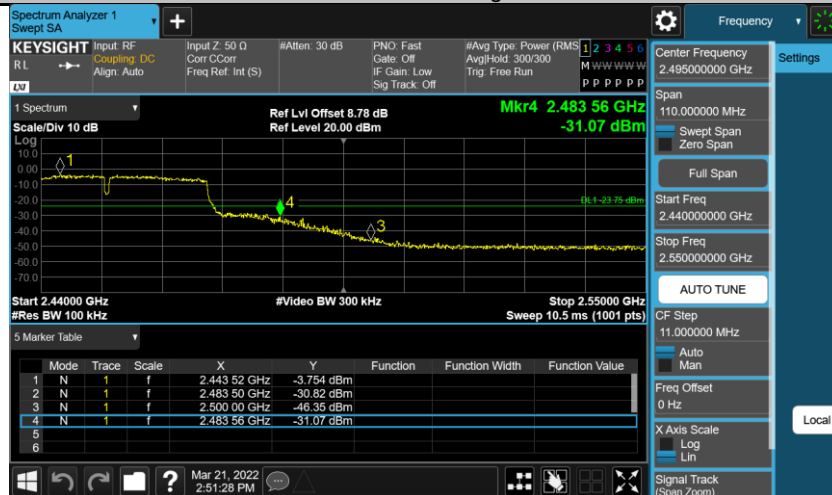 Spectrum Analyzer 1
Swept SA
Frequency
KEYSIGHT
RL
LXI
Input: RF
Coupling: DC
Align: Auto
Input Z: 50 Ω
Corr CCorr
Freq Ref: Int (S)
#Atten: 30 dB
PNO: Fast
Gate: Off
IF Gain: Low
Sig Track: Off
#Avg Type: Power (RMS
Avg|Hold: 300/300
Trig: Free Run
1 2 3 4 5 6
M W W W W W
P P P P P P
1 Spectrum
Scale/Div 10 dB
Ref Lvl Offset 8.78 dB
Ref Level 20.00 dBm
Mkr4 2.483 56 GHz
-31.07 dBm
Log
10.0
0.00
-10.0
-20.0
-30.0
-40.0
-50.0
-60.0
-70.0
1
4
3
DL1 -23.75 dBm
Start 2.44000 GHz
#Res BW 100 kHz
#Video BW 300 kHz
Stop 2.55000 GHz
Sweep 10.5 ms (1001 pts)
5 Marker Table
Mode Trace Scale X Y Function Function Width Function Value
1 N 1 f 2.443 52 GHz -3.754 dBm
2 N 1 f 2.483 50 GHz -30.82 dBm
3 N 1 f 2.500 00 GHz -46.35 dBm
4 N 1 f 2.483 56 GHz -31.07 dBm
5
6
Mar 21, 2022
2:51:28 PM
Center Frequency
2.495000000 GHz
Settings
Span
110.000000 MHz
Swept Span
Zero Span
Full Span
Start Freq
2.440000000 GHz
Stop Freq
2.550000000 GHz
AUTO TUNE
CF Step
11.000000 MHz
Auto
Man
Freq Offset
0 Hz
Local
X Axis Scale
Log
Lin
Signal Track
(Span Zoom)